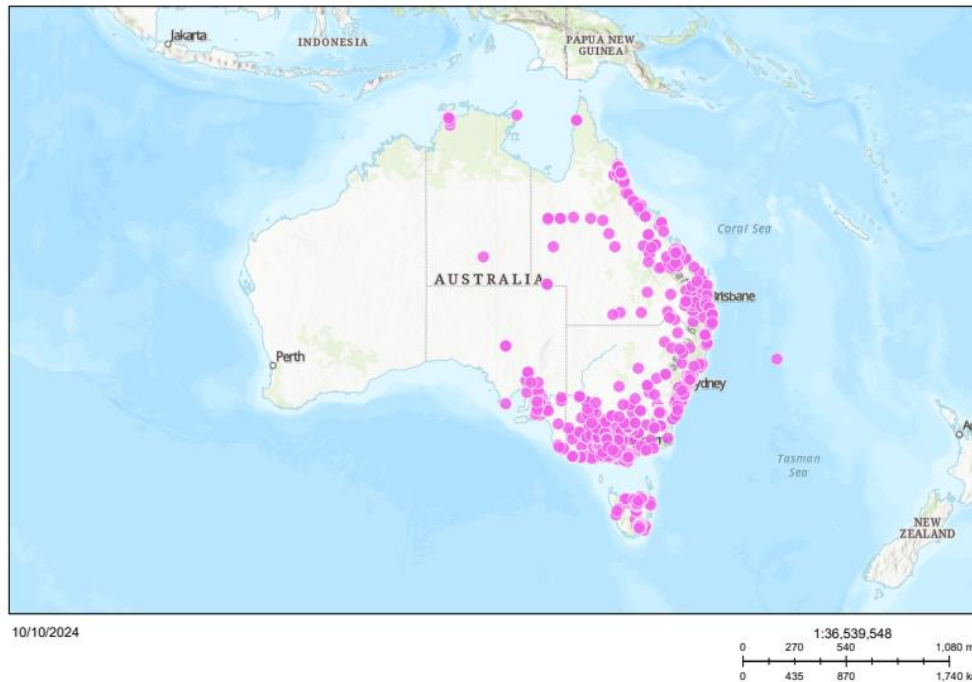 Jakarta
INDONESIA
PAPUA NEW
GUINEA
Coral Sea
AUSTRALIA
Brisbane
Perth
ydney
Tasman
Sea
NEW
ZEALAND
10/10/2024
1:36,539,548
0 270 540 1,080 m
0 435 870 1,740 k